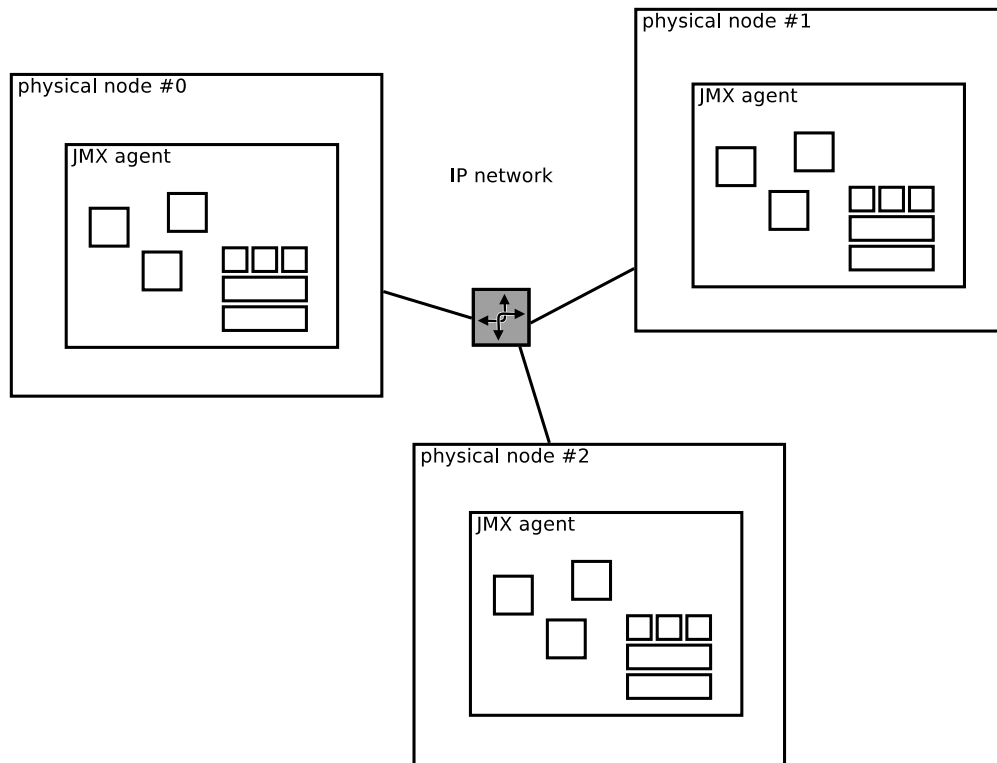 physical node #0
JMX agent
IP network
physical node #1
JMX agent
physical node #2
JMX agent